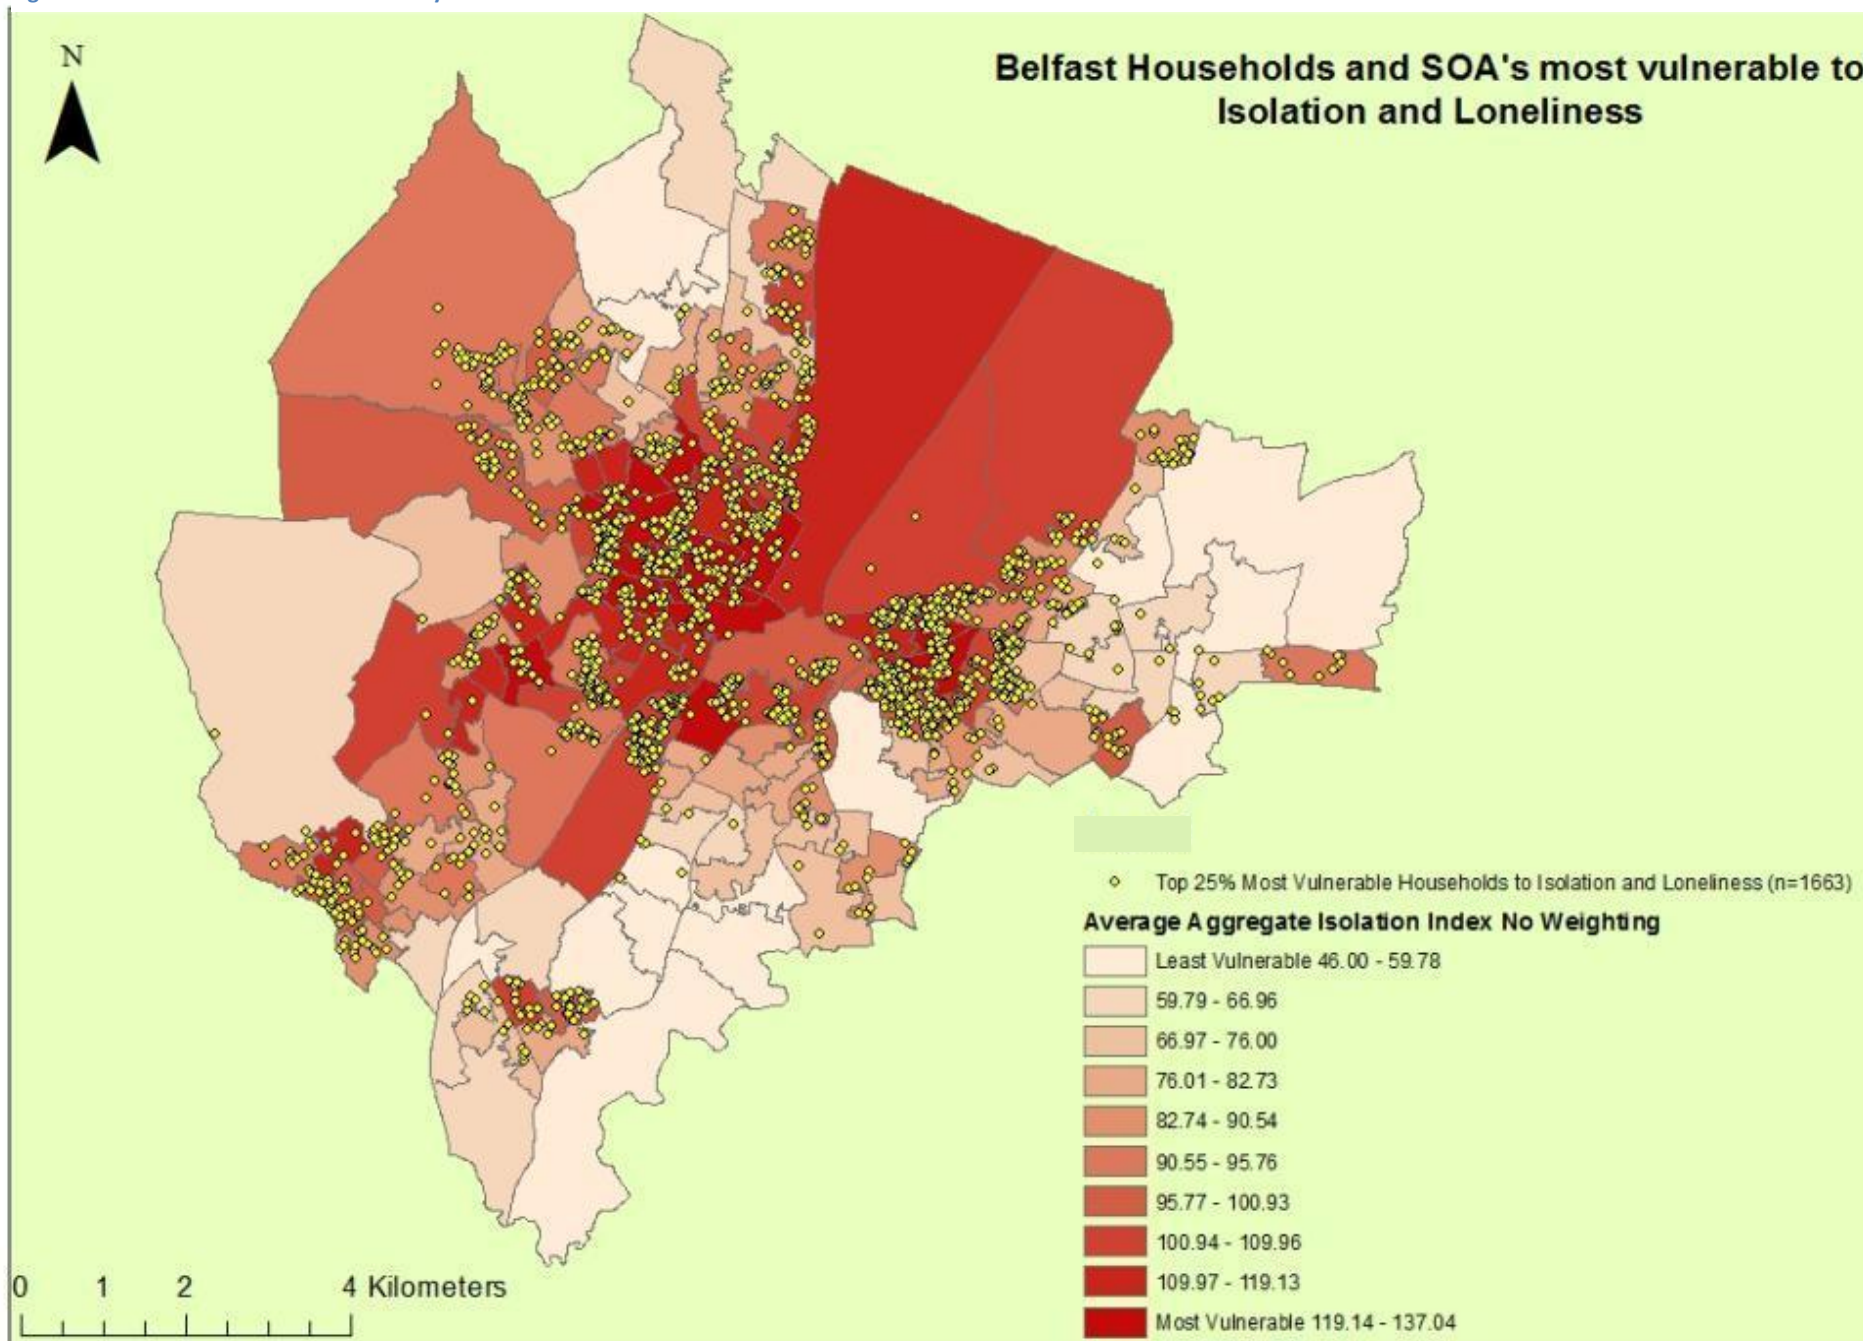 N
Belfast Households and SOA's most vulnerable to
Isolation and Loneliness
Top 25% Most Vulnerable Households to Isolation and Loneliness (n=1663)
Average Aggregate Isolation Index No Weighting
Least Vulnerable 46.00 - 59.78
59.79 - 66.96
66.97 - 76.00
76.01 - 82.73
82.74 - 90.54
90.55 - 95.76
95.77 - 100.93
100.94 - 109.96
109.97 - 119.13
Most Vulnerable 119.14 - 137.04
0 1 2 4 Kilometers